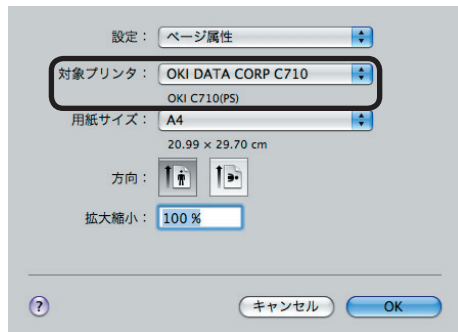 設定： ページ属性
対象プリンタ： OKI DATA CORP C710
OKI C710(PS)
用紙サイズ： A4
20.99 × 29.70 cm
方向：
拡大縮小： 100 %
? キャンセル OK